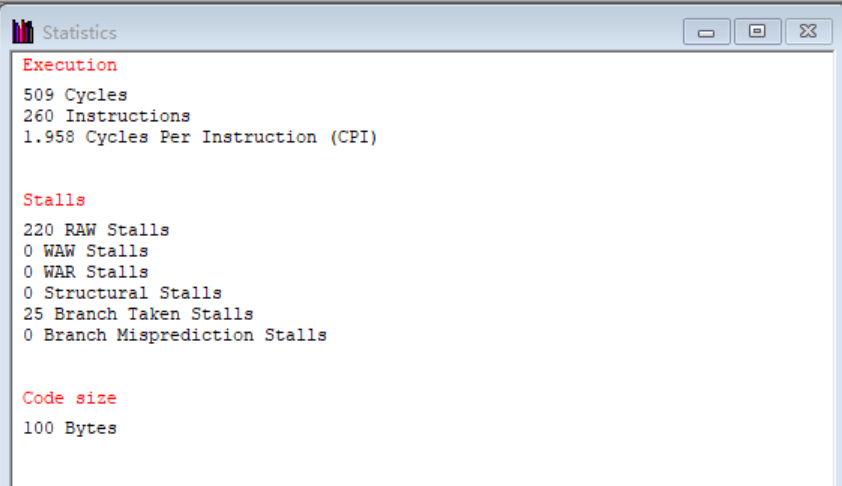 Statistics
Execution
509 Cycles
260 Instructions
1.958 Cycles Per Instruction (CPI)
Stalls
220 RAW Stalls
0 WAW Stalls
0 WAR Stalls
0 Structural Stalls
25 Branch Taken Stalls
0 Branch Misprediction Stalls
Code size
100 Bytes